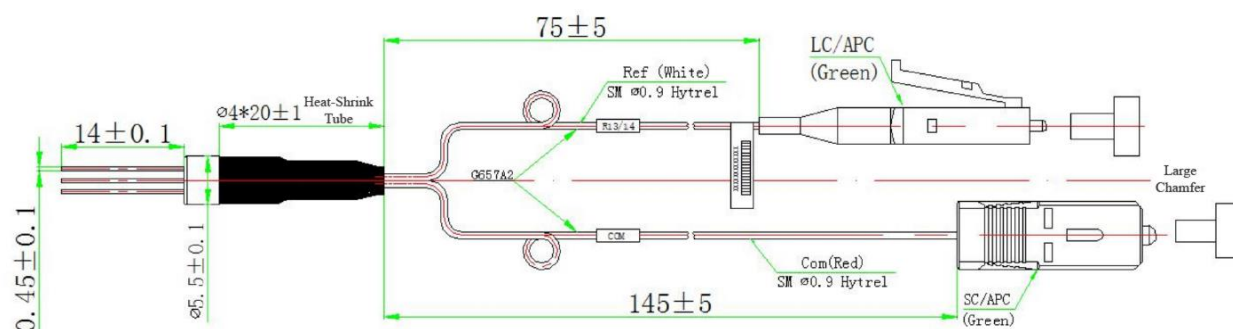 75±5
LC/APC
(Green)
Ref (White)
SM ø0.9 Hytrel
ø4*20±1
Heat-Shrink
Tube
14±0.1
R13/14
G657A2
Large
Chamfer
0.45±0.1
ø5.5±0.1
COM
Com(Red)
SM ø0.9 Hytrel
145±5
SC/APC
(Green)